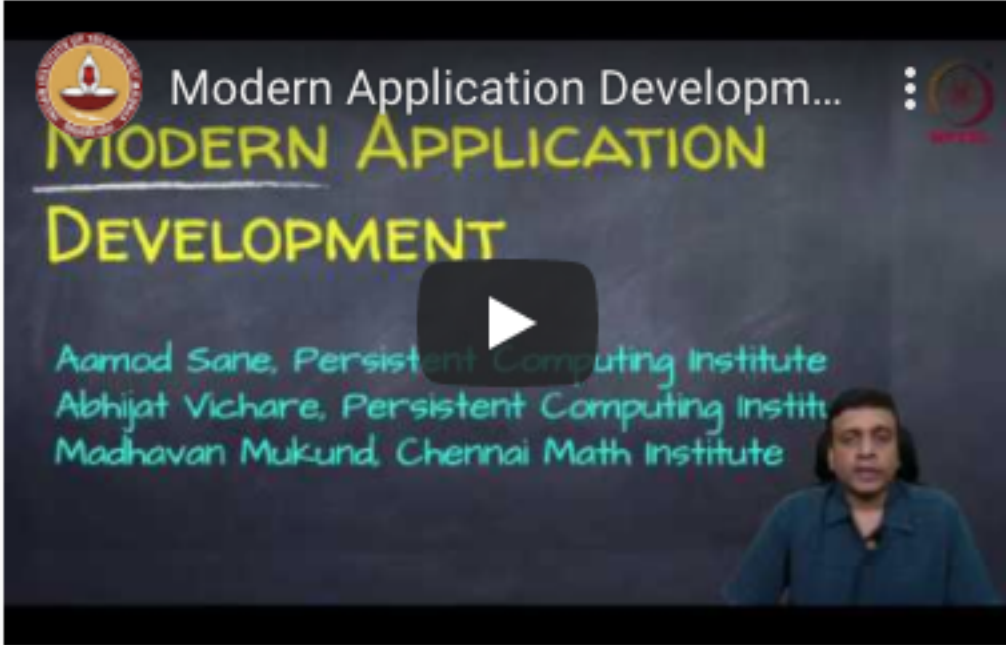 Modern Application Developm...
MODERN APPLICATION
DEVELOPMENT
Aamod Sane, Persistent Computing Institute
Abhijat Vichare, Persistent Computing Institu
Madhavan Mukund, Chennai Math Institute
NPTEL